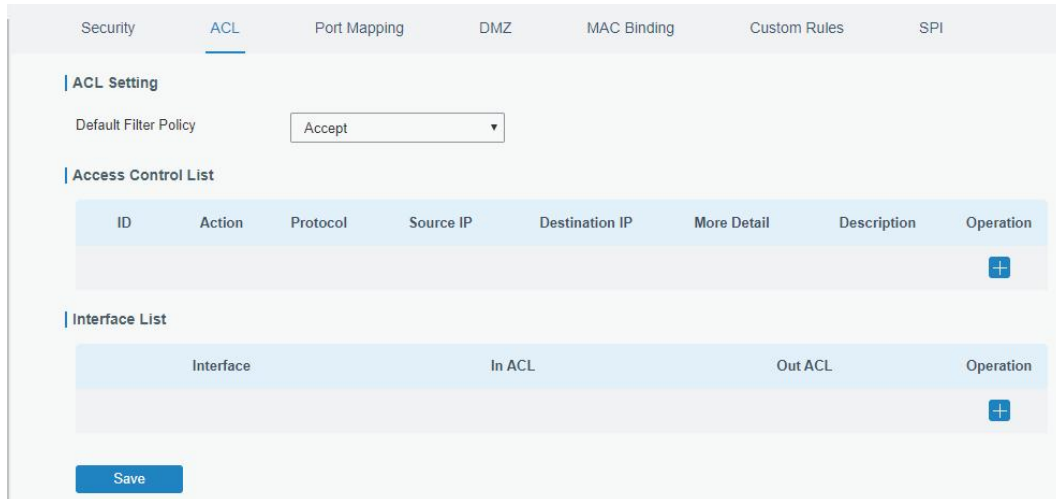 Security ACL Port Mapping DMZ MAC Binding Custom Rules SPI
ACL Setting
Default Filter Policy Accept
Access Control List
ID Action Protocol Source IP Destination IP More Detail Description Operation
Interface List
Interface In ACL Out ACL Operation
Save